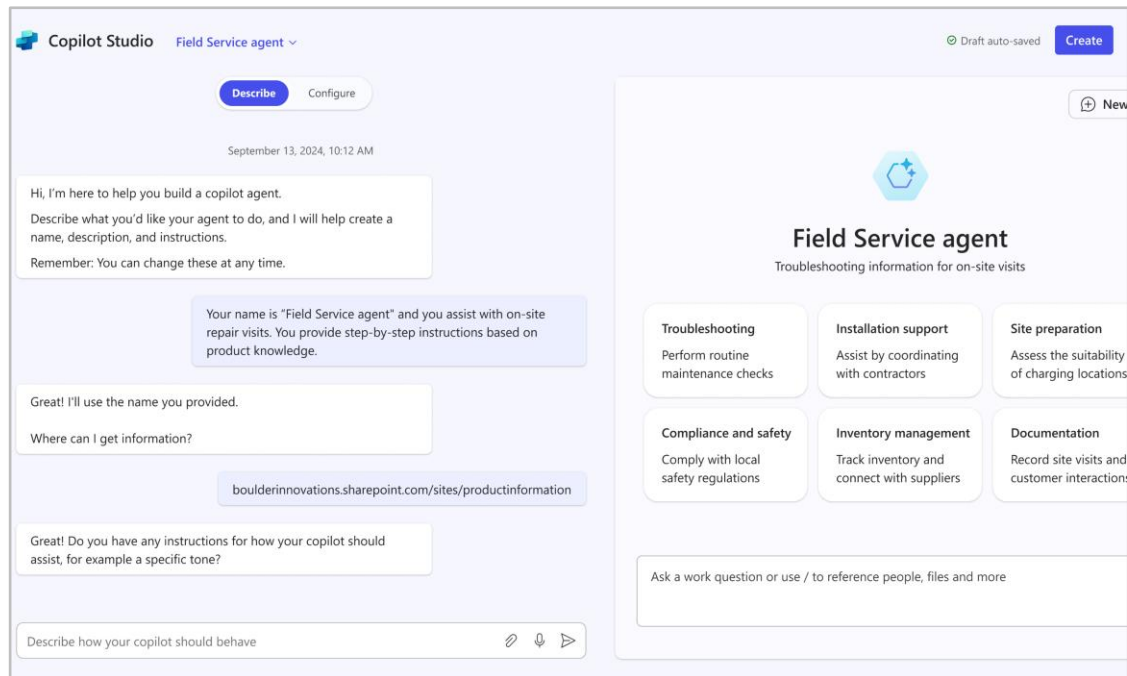 Copilot Studio
Field Service agent
Draft auto-saved
Create
Describe
Configure
September 13, 2024, 10:12 AM
Hi, I'm here to help you build a copilot agent.
Describe what you'd like your agent to do, and I will help create a
name, description, and instructions.
Remember: You can change these at any time.
Your name is "Field Service agent" and you assist with on-site
repair visits. You provide step-by-step instructions based on
product knowledge.
Great! I'll use the name you provided.
Where can I get information?
boulderinnovations.sharepoint.com/sites/productinformation
Great! Do you have any instructions for how your copilot should
assist, for example a specific tone?
Describe how your copilot should behave
New
Field Service agent
Troubleshooting information for on-site visits
Troubleshooting
Perform routine
maintenance checks
Installation support
Assist by coordinating
with contractors
Site preparation
Assess the suitability
of charging locations
Compliance and safety
Comply with local
safety regulations
Inventory management
Track inventory and
connect with suppliers
Documentation
Record site visits and
customer interactions
Ask a work question or use / to reference people, files and more